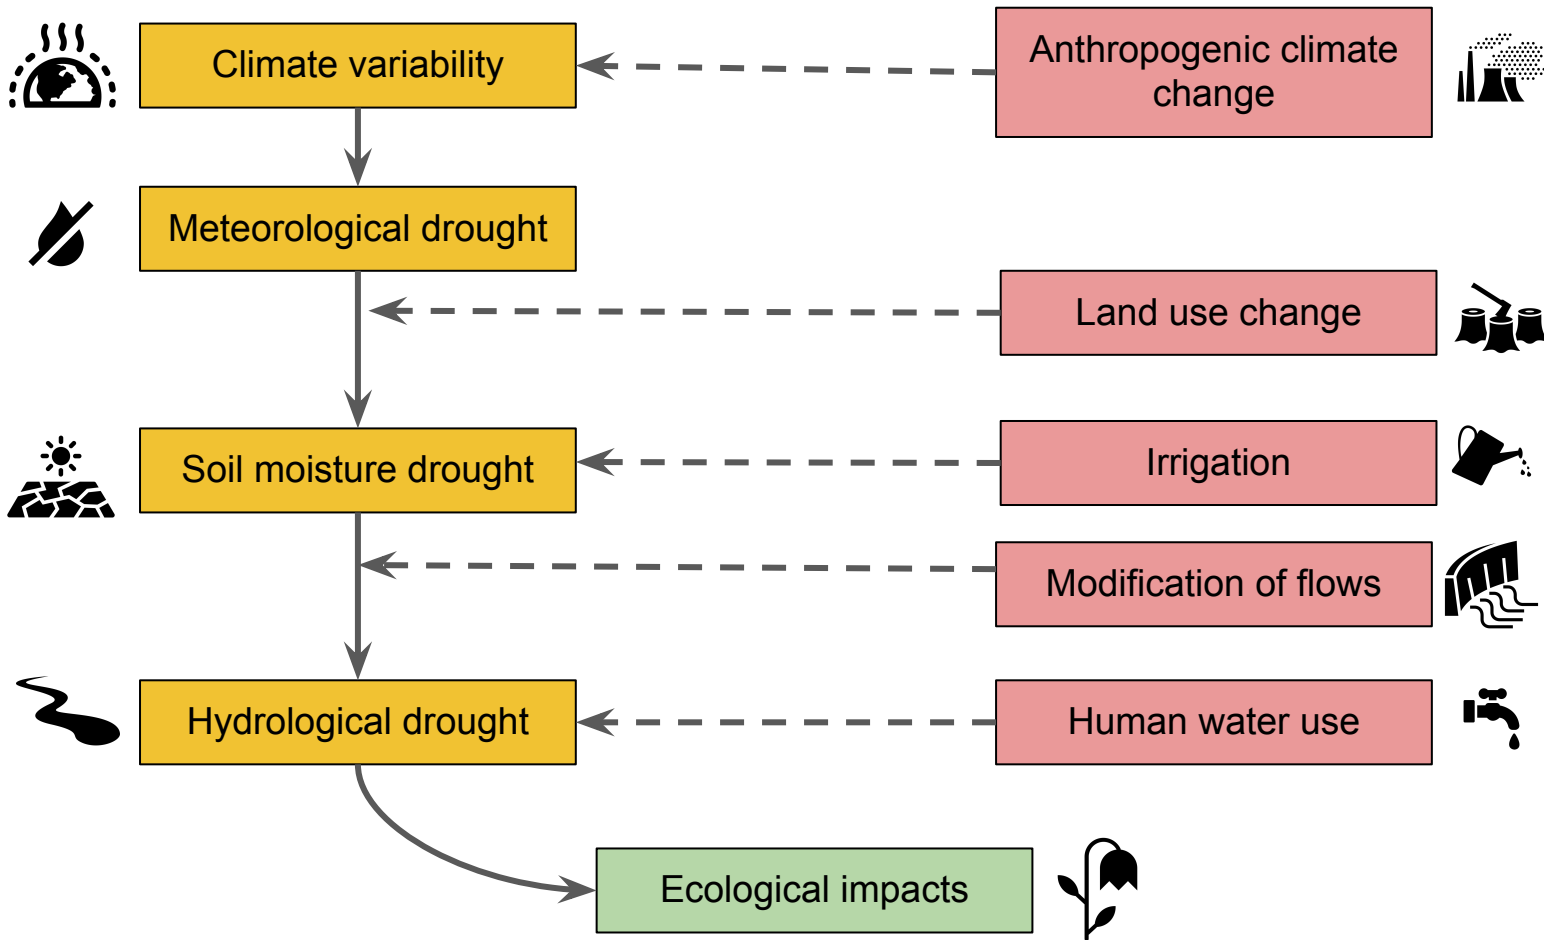 Climate variability
Anthropogenic climate
change
Meteorological drought
Land use change
Soil moisture drought
Irrigation
Modification of flows
Hydrological drought
Human water use
Ecological impacts